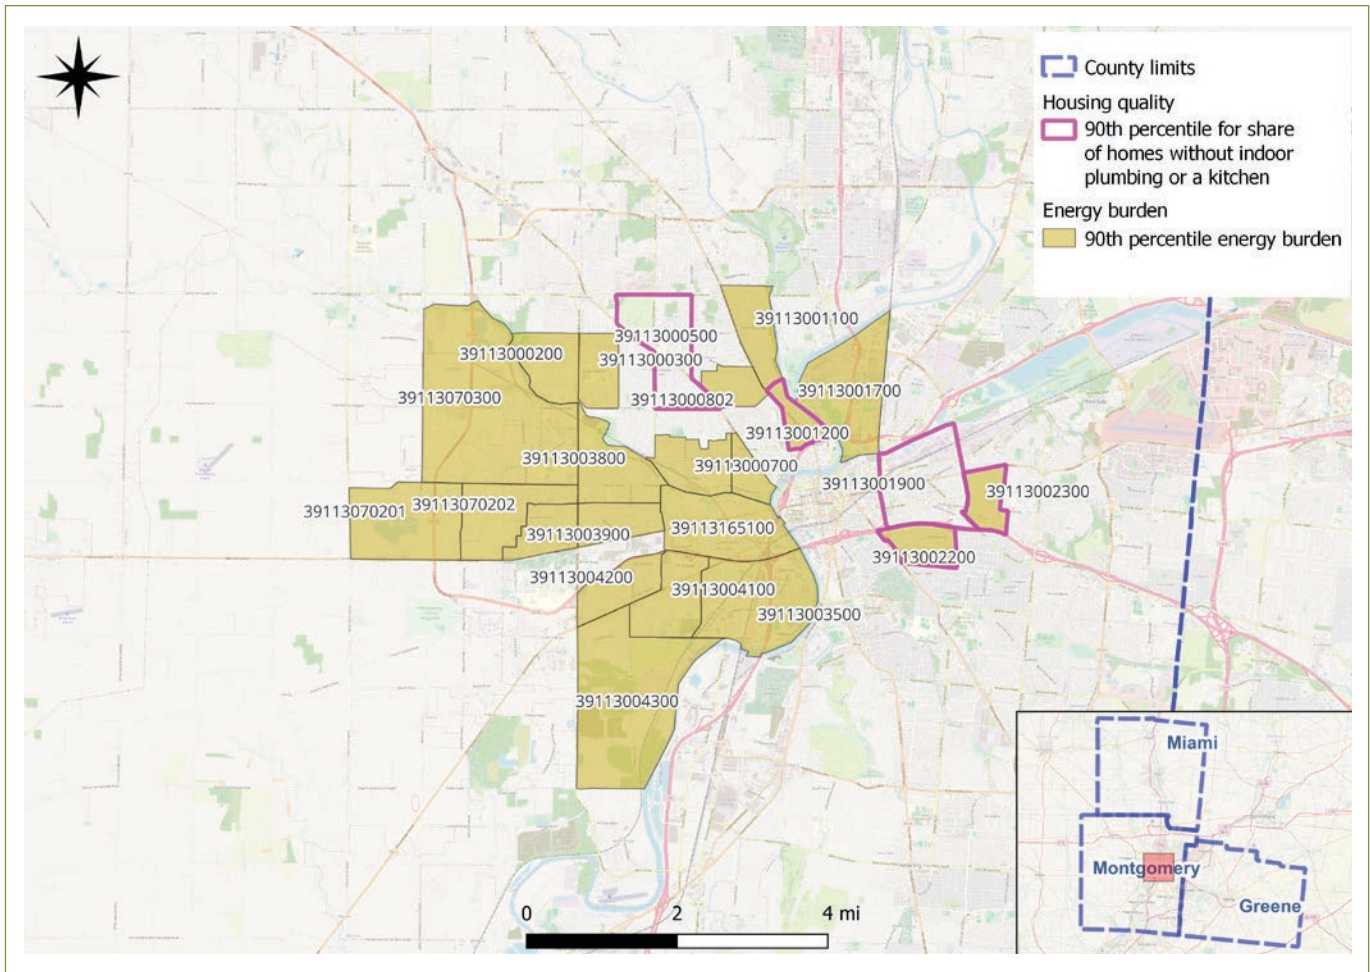 County limits
Housing quality
90th percentile for share
of homes without indoor
plumbing or a kitchen
Energy burden
90th percentile energy burden
39113001100
39113000500
39113000200
39113000300
39113001700
39113070300
39113000802
39113001200
39113003800
39113000700
39113001900
39113002300
39113070201
39113070202
39113003900
39113165100
39113002200
39113004200
39113004100
39113003500
39113004300
Miami
Montgomery
Greene
0
2
4 mi